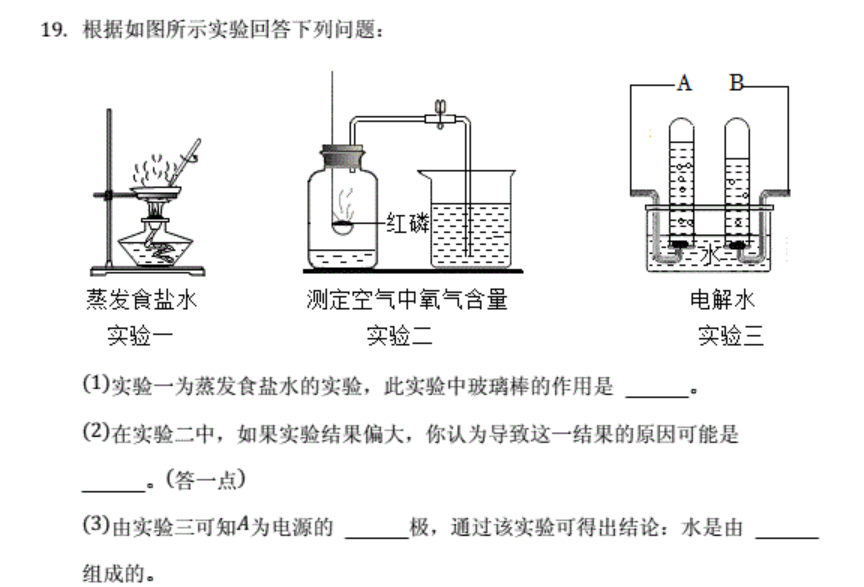 19. 根据如图所示实验回答下列问题：
A B
红磷
水
蒸发食盐水 测定空气中氧气含量 电解水
实验一 实验二 实验三
(1)实验一为蒸发食盐水的实验，此实验中玻璃棒的作用是 ______。
(2)在实验二中，如果实验结果偏大，你认为导致这一结果的原因可能是
______。(答一点)
(3)由实验三可知A为电源的 ______极，通过该实验可得出结论：水是由 ______
组成的。